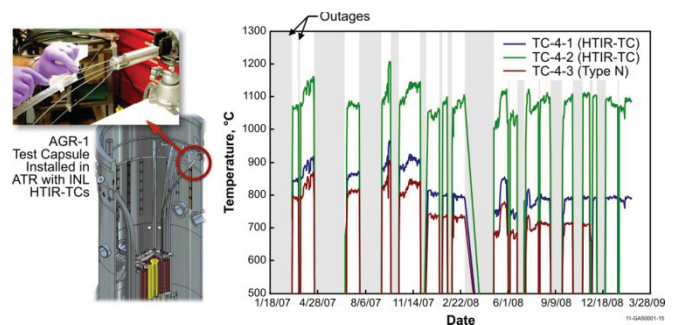 Outages
AGR-1
Test Capsule
Installed in
ATR with INL
HTIR-TCs
Temperature, °C
1300
1200
1100
1000
900
800
700
600
500
TC-4-1 (HTIR-TC)
TC-4-2 (HTIR-TC)
TC-4-3 (Type N)
1/18/07
4/28/07
8/6/07
11/14/07
2/22/08
6/1/08
9/9/08
12/18/08
3/28/09
Date
11-GA50001-15